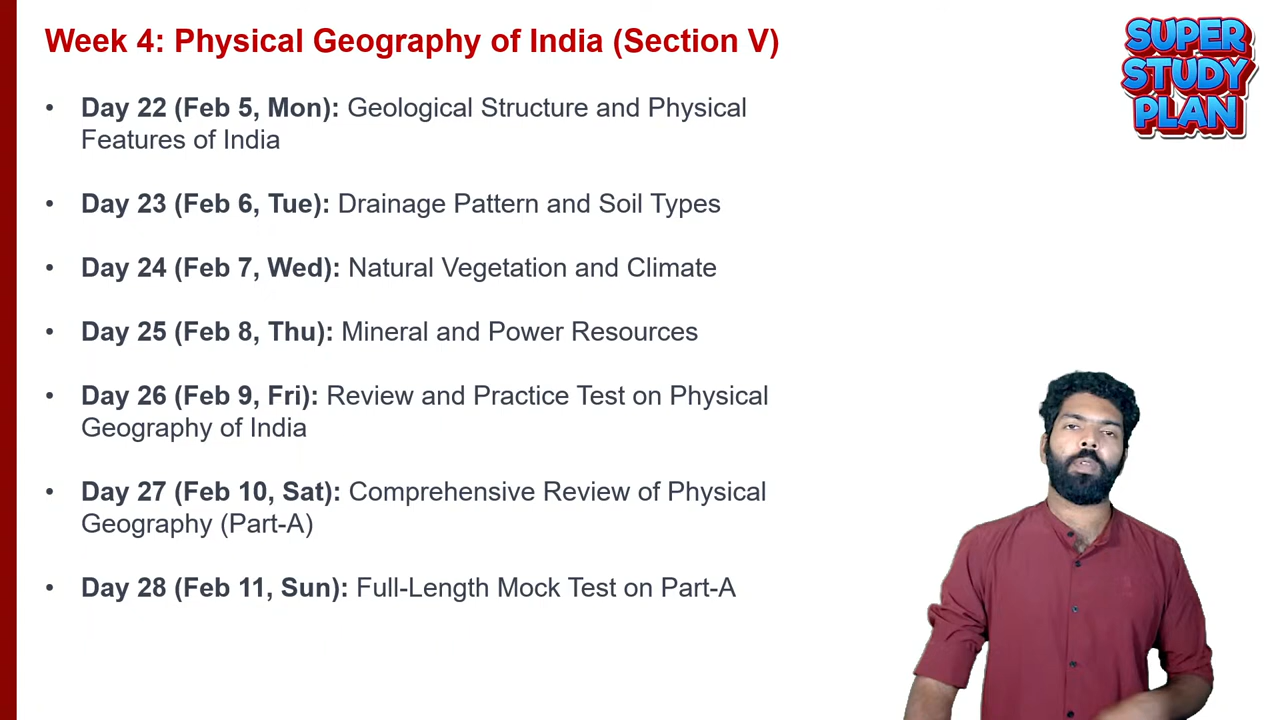 Week 4: Physical Geography of India (Section V)
SUPER
STUDY
PLAN
• Day 22 (Feb 5, Mon): Geological Structure and Physical
Features of India
• Day 23 (Feb 6, Tue): Drainage Pattern and Soil Types
• Day 24 (Feb 7, Wed): Natural Vegetation and Climate
• Day 25 (Feb 8, Thu): Mineral and Power Resources
• Day 26 (Feb 9, Fri): Review and Practice Test on Physical
Geography of India
• Day 27 (Feb 10, Sat): Comprehensive Review of Physical
Geography (Part-A)
• Day 28 (Feb 11, Sun): Full-Length Mock Test on Part-A